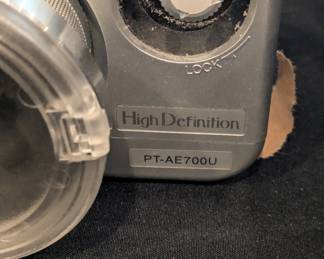 LOCK
High Definition
PT-AE700U